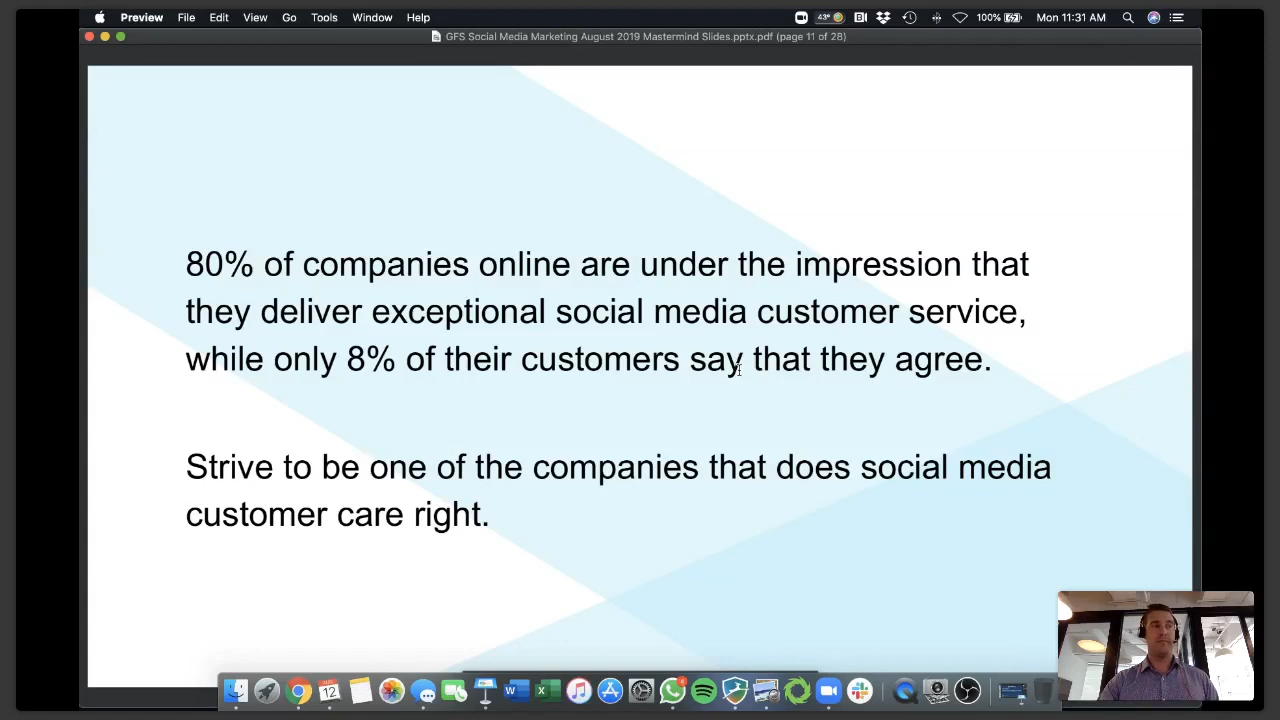 Preview File Edit View Go Tools Window Help 43° 100% Mon 11:31 AM
GFS Social Media Marketing August 2019 Mastermind Slides.pptx.pdf (page 11 of 28)
80% of companies online are under the impression that
they deliver exceptional social media customer service,
while only 8% of their customers say that they agree.
Strive to be one of the companies that does social media
customer care right.
12